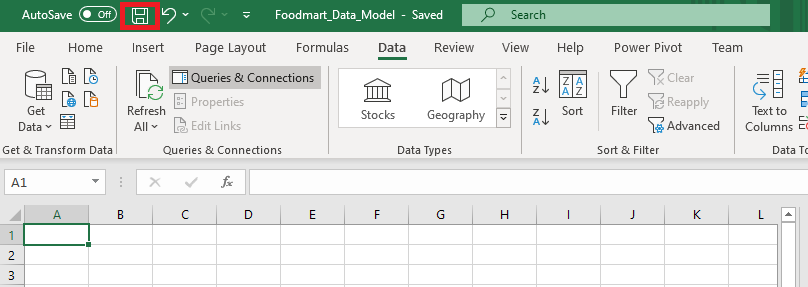 AutoSave Off Foodmart_Data_Model - Saved Search
File Home Insert Page Layout Formulas Data Review View Help Power Pivot Team
Get Data
Refresh All
Queries & Connections
Properties
Edit Links
Stocks Geography
A Z
Z A
Z A A Z
Sort
Filter
Clear
Reapply
Advanced
Text to Columns
Get & Transform Data Queries & Connections Data Types Sort & Filter Data To
A1 fx
A B C D E F G H I J K L
1
2
3